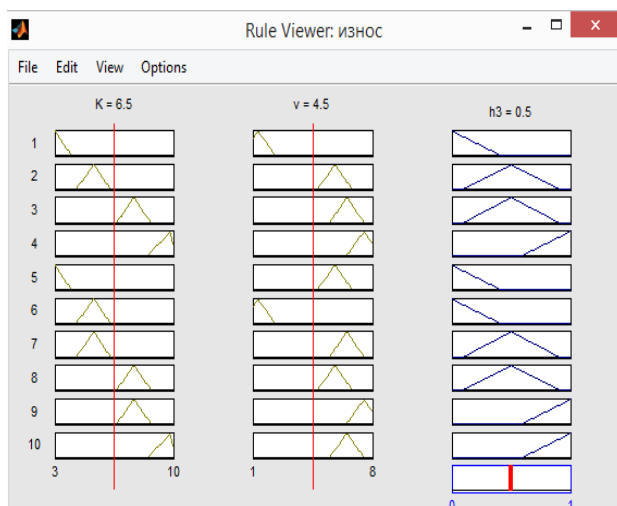 Rule Viewer: износ
File Edit View Options
K = 6.5 v = 4.5 h3 = 0.5
1
2
3
4
5
6
7
8
9
10
3 10 1 8
0 1